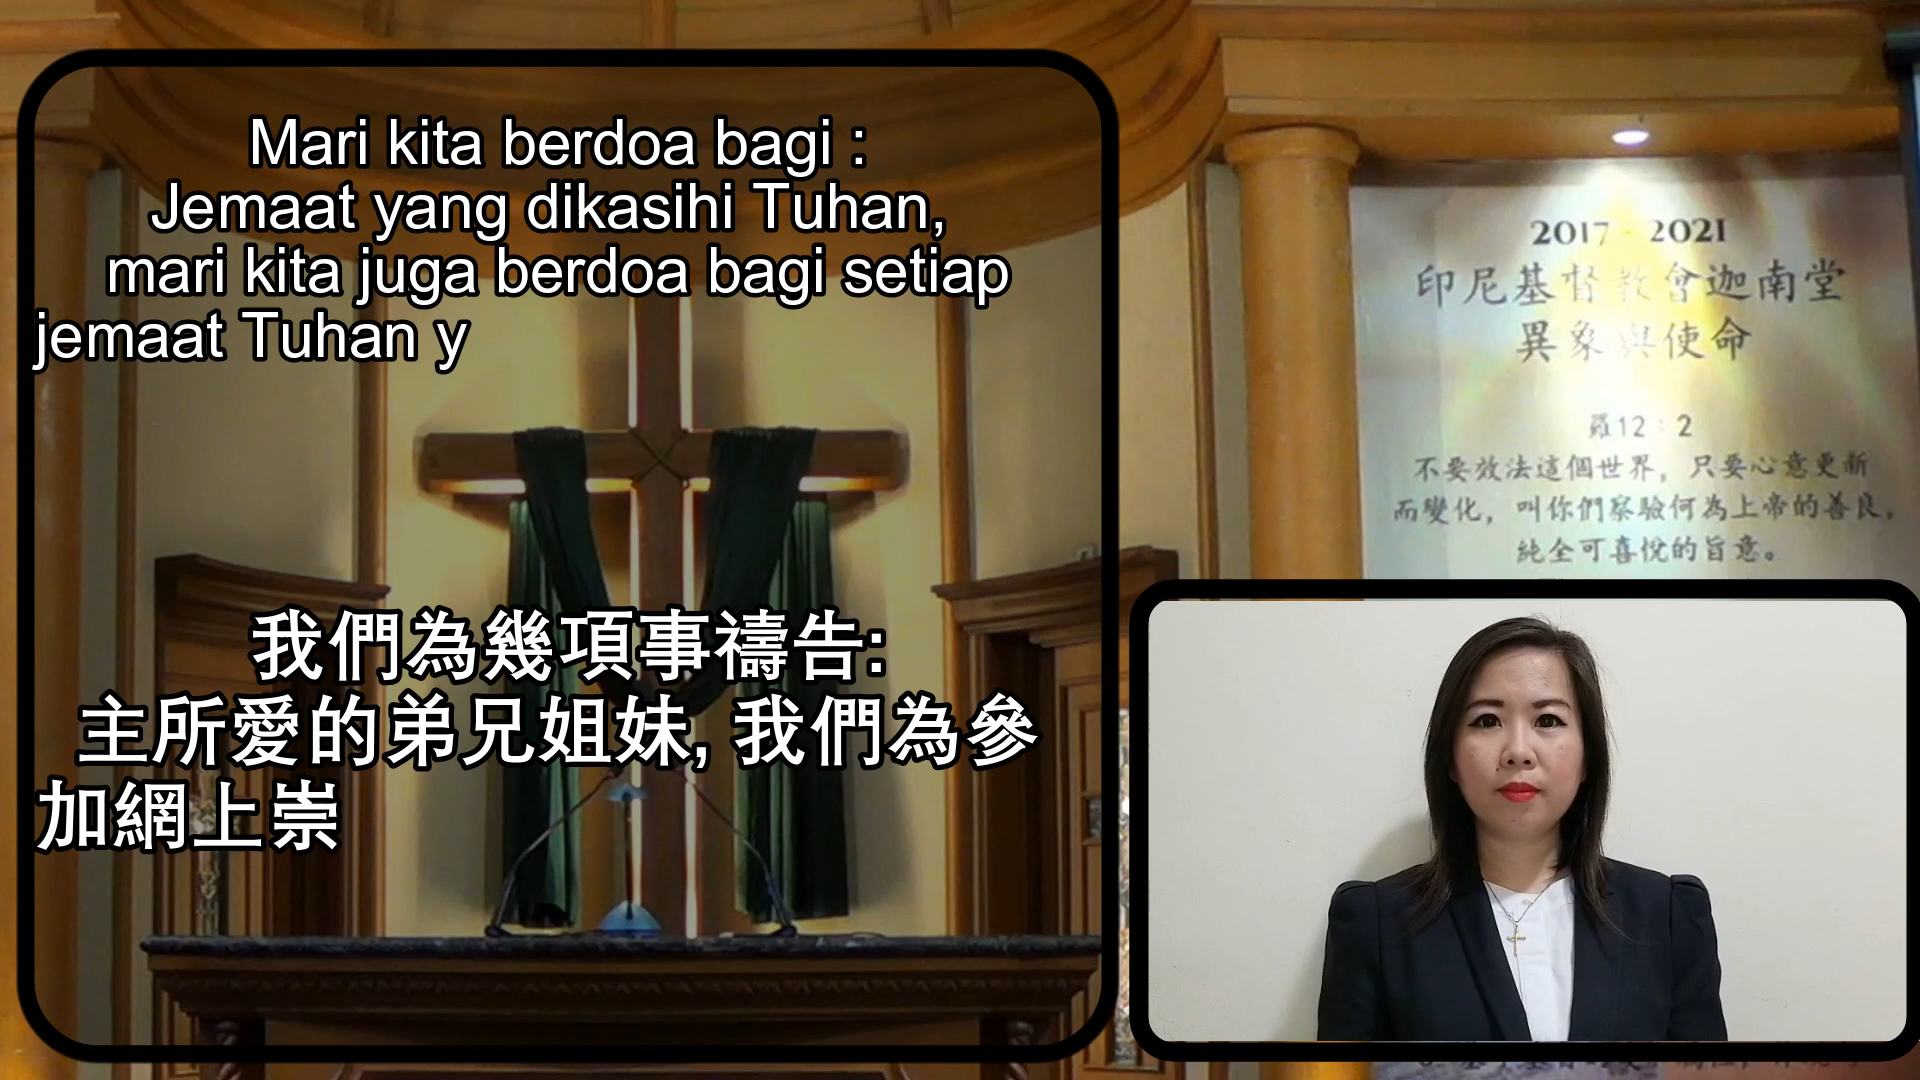 Mari kita berdoa bagi :
Jemaat yang dikasihi Tuhan,
mari kita juga berdoa bagi setiap
jemaat Tuhan y
我們為幾項事禱告:
主所愛的弟兄姐妹, 我們為參
加網上崇
2017 - 2021
印尼基督教會迦南堂
異象與使命
羅12：2
不要效法這個世界，只要心意更新
而變化，叫你們察驗何為上帝的善良，
純全可喜悅的旨意。